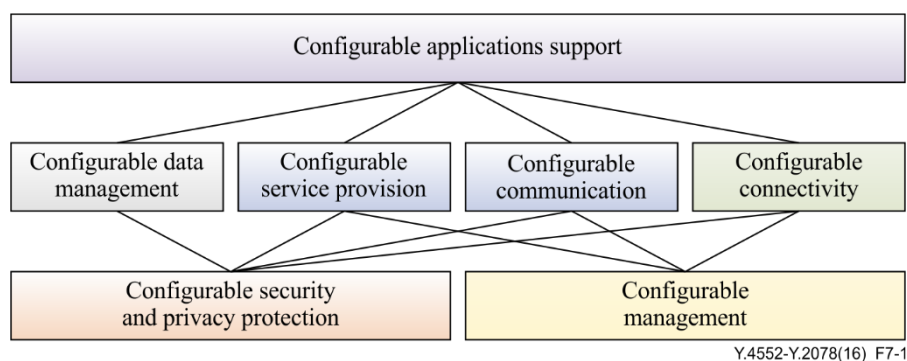 Configurable applications support
Configurable data
management
Configurable
service provision
Configurable
communication
Configurable
connectivity
Configurable security
and privacy protection
Configurable
management
Y.4552-Y.2078(16)_F7-1